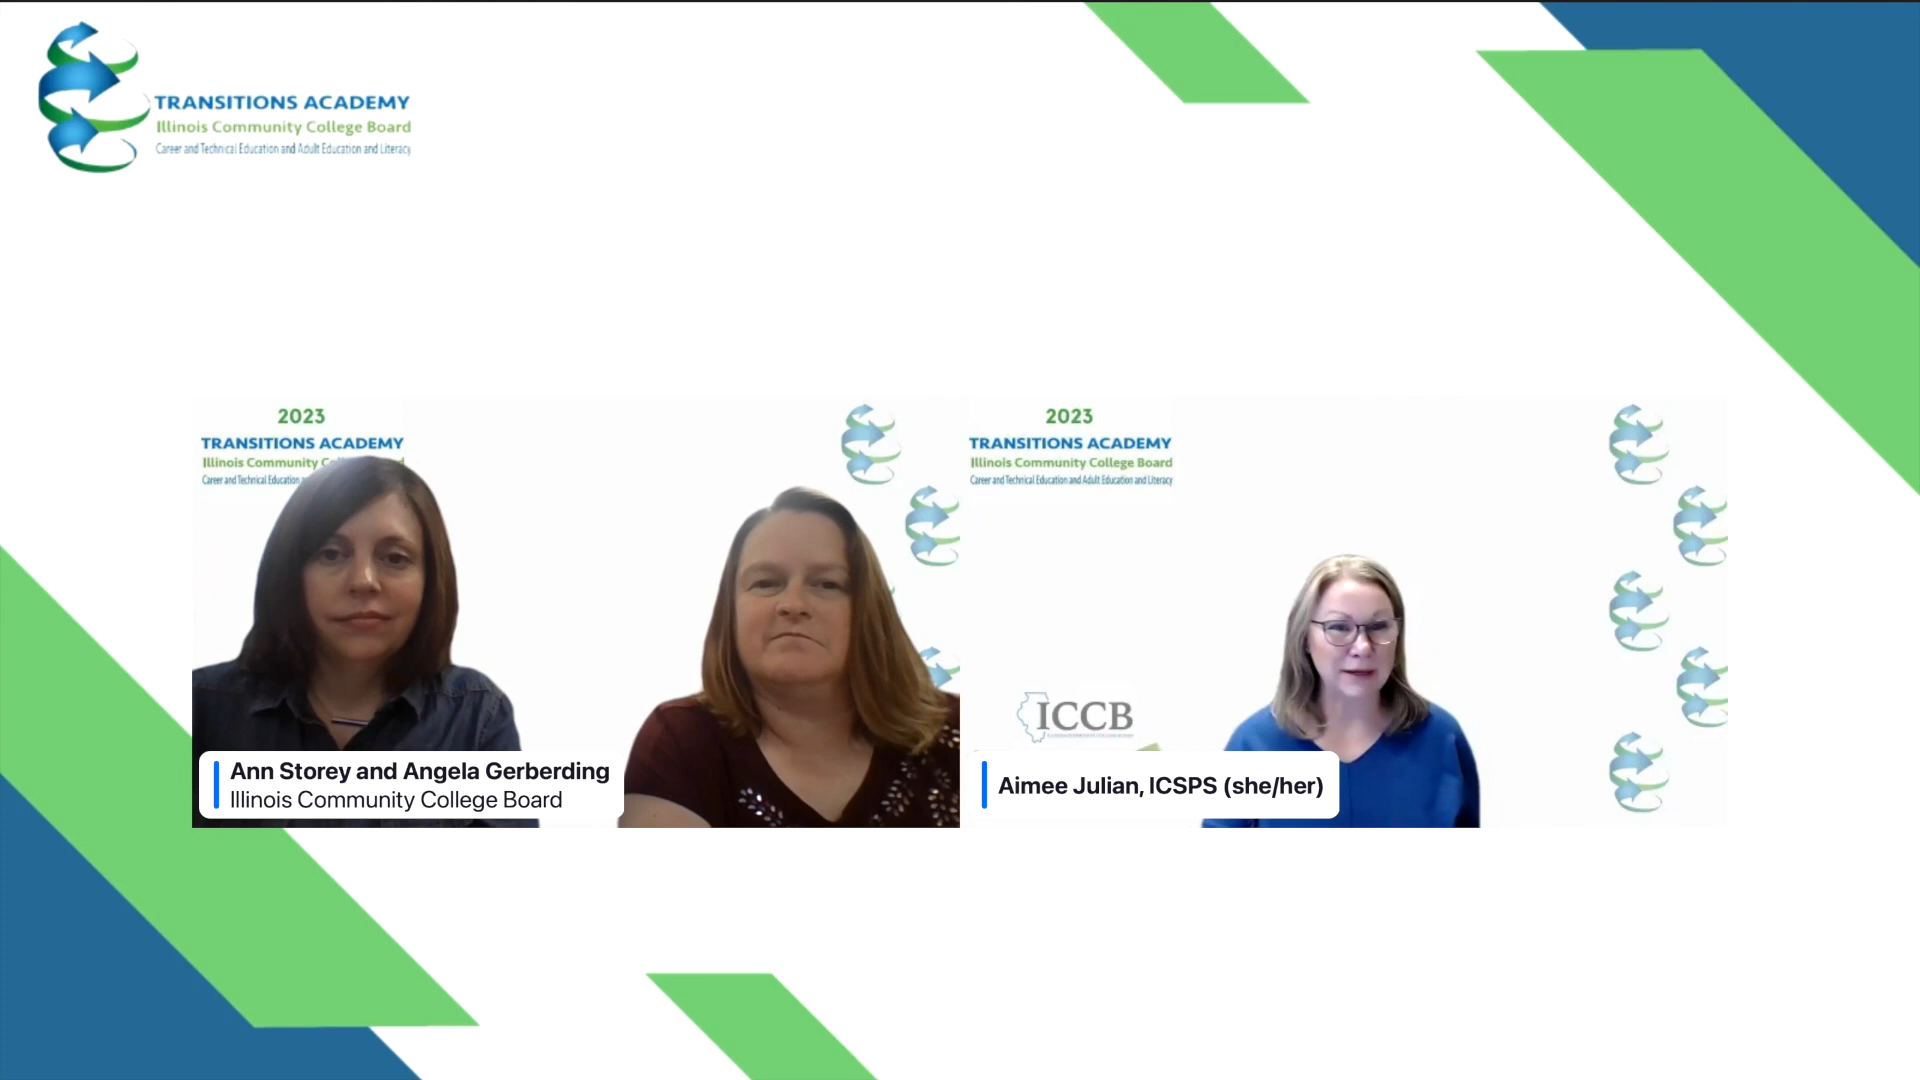 TRANSITIONS ACADEMY
Illinois Community College Board
Career and Technical Education and Adult Education and Literacy
2023
TRANSITIONS ACADEMY
Illinois Community
Career and Technical Education
2023
TRANSITIONS ACADEMY
Illinois Community College Board
Career and Technical Education and Adult Education and Literacy
ICCB
Ann Storey and Angela Gerberding
Illinois Community College Board
Aimee Julian, ICSPS (she/her)